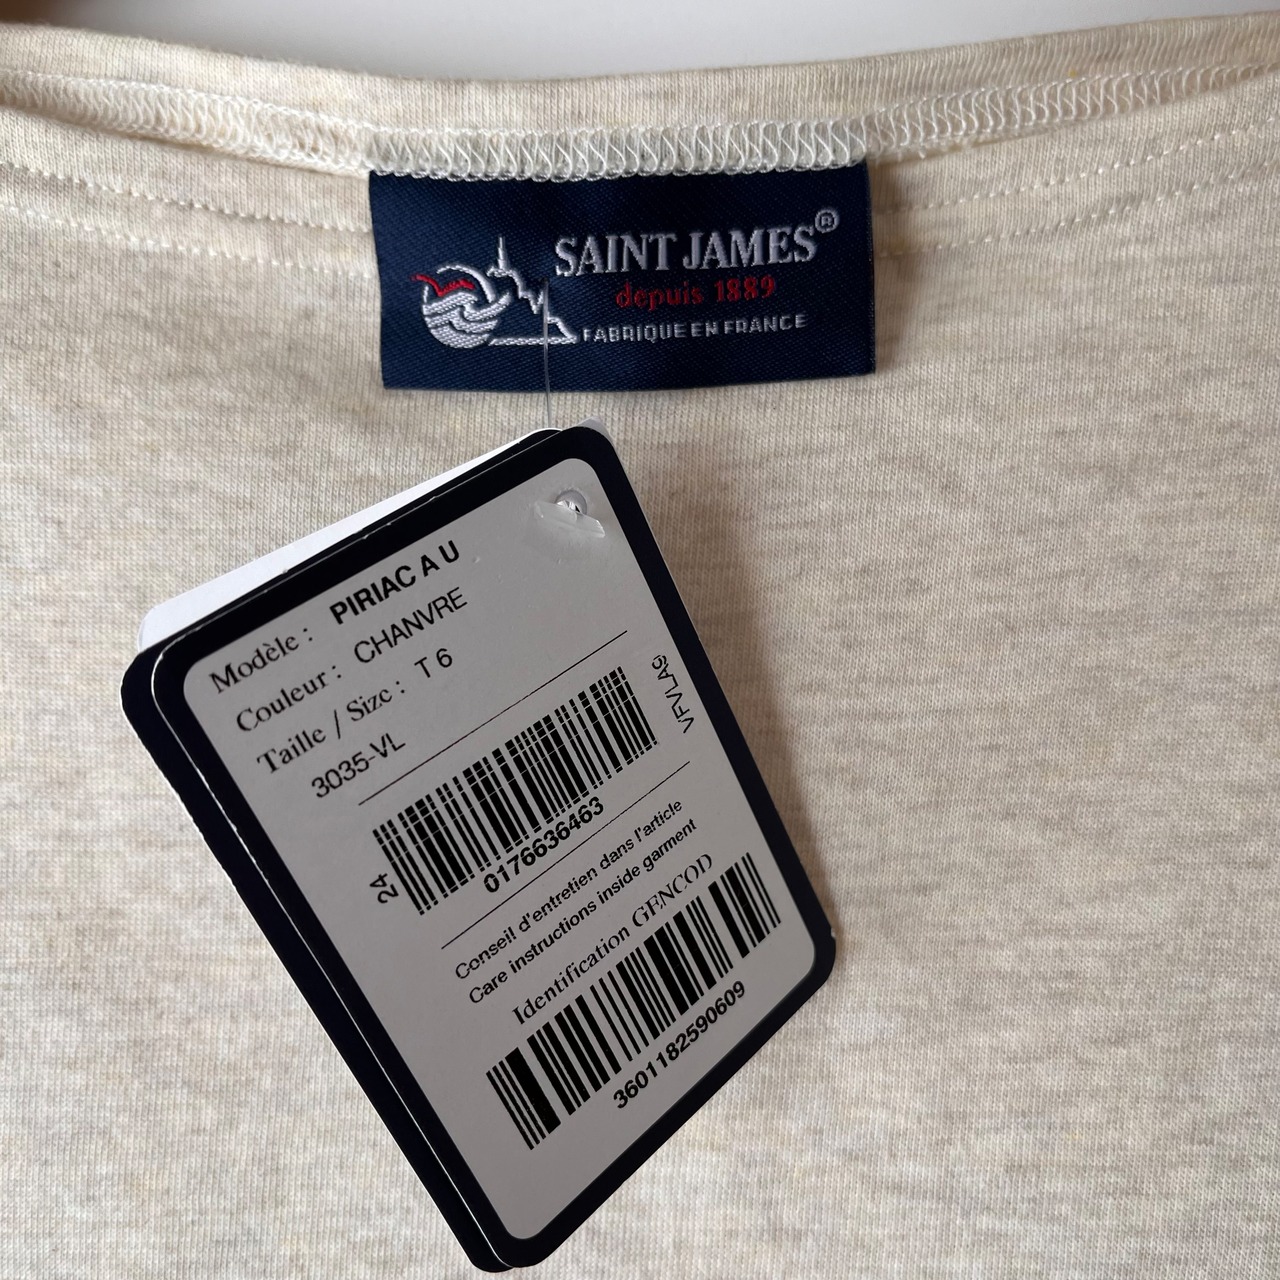 SAINT JAMES®
depuis 1889
FABRIQUE EN FRANCE
Modèle : PIRIAC A U
Couleur : CHANVRE
Taille / Size : T 6
3035-VL
24
0176636463
Conseil d'entretien dans l'article
Care instructions inside garment
Identification GENCOD
3601182590609